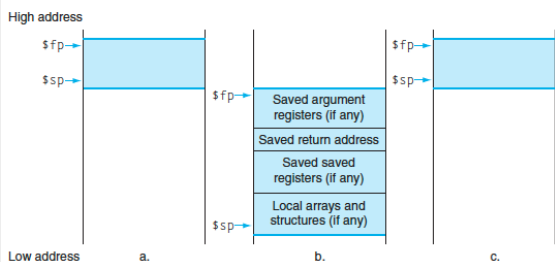 High address
$fp
$sp
$fp
Saved argument
registers (if any)
Saved return address
Saved saved
registers (if any)
Local arrays and
structures (if any)
$sp
$fp
$sp
Low address
a.
b.
c.